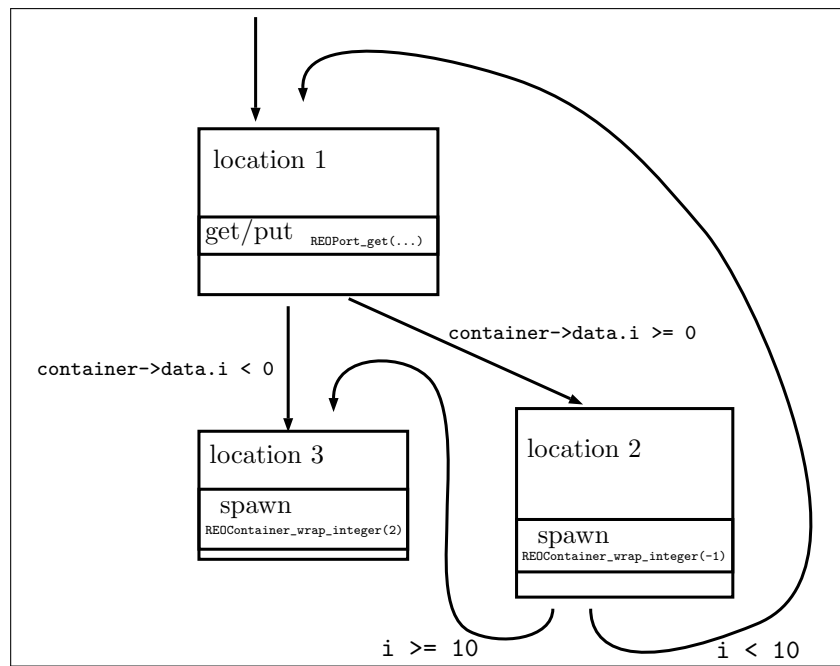 location 1
get/put REOPort_get(...)
container->data.i >= 0
container->data.i < 0
location 3
location 2
spawn
REOContainer_wrap_integer(2)
spawn
REOContainer_wrap_integer(-1)
i >= 10
i < 10